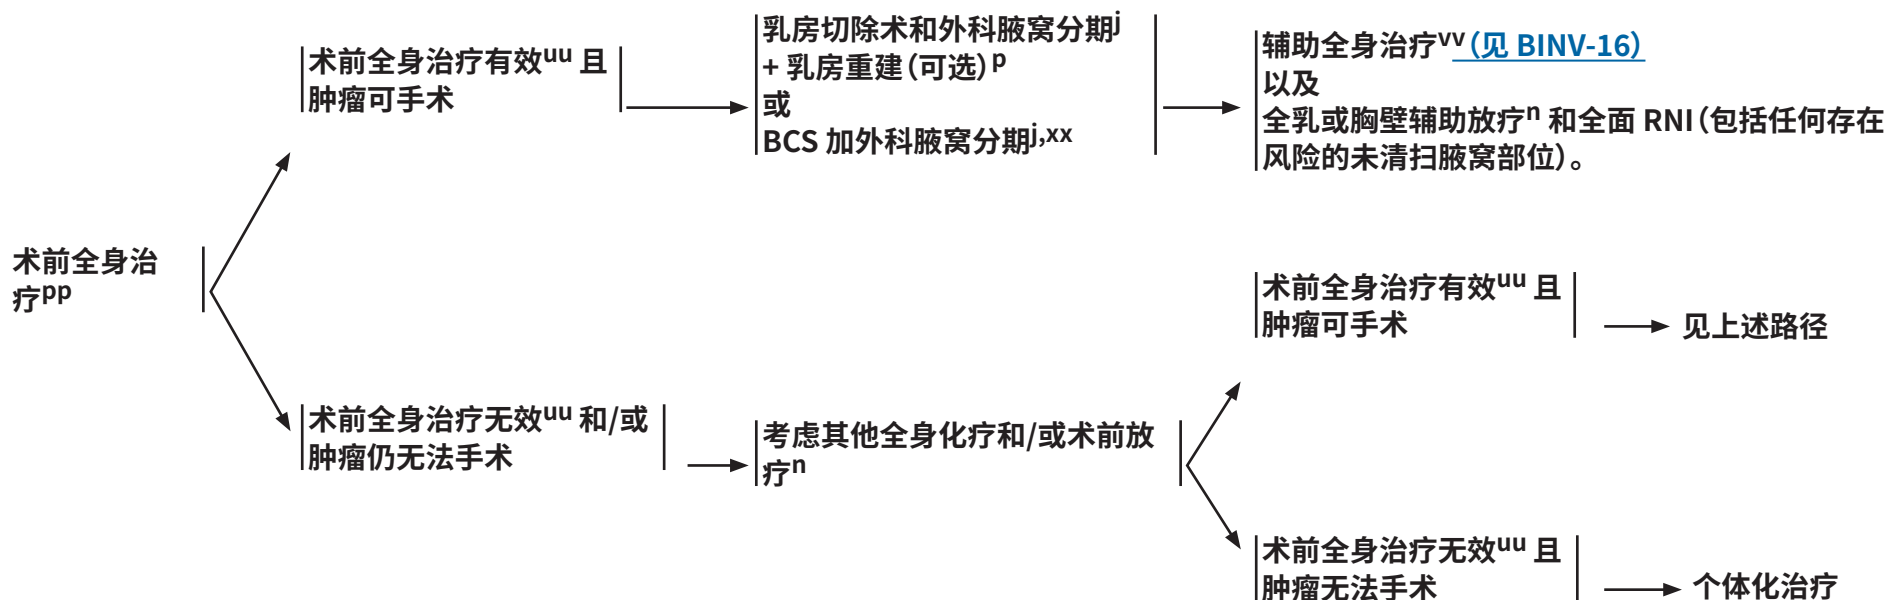 术前全身治
疗pp
术前全身治疗有效uu 且
肿瘤可手术
乳房切除术和外科腋窝分期j
+ 乳房重建（可选）p
或
BCS 加外科腋窝分期j,xx
辅助全身治疗vv（见 BINV-16）
以及
全乳或胸壁辅助放疗n 和全面 RNI（包括任何存在
风险的未清扫腋窝部位）。
术前全身治疗无效uu 和/或
肿瘤仍无法手术
考虑其他全身化疗和/或术前放
疗n
术前全身治疗有效uu 且
肿瘤可手术
见上述路径
术前全身治疗无效uu 且
肿瘤无法手术
个体化治疗